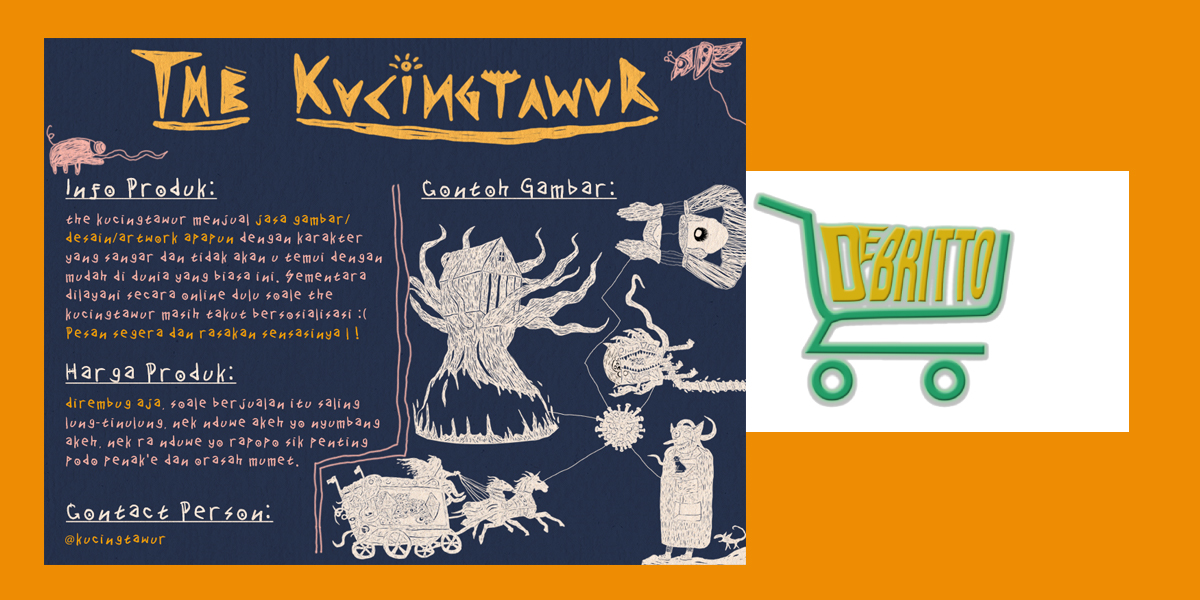 THE KUCINGTAWUR
Info Produk:
the kucingtawur menjual jasa gambar/
desain/artwork apapun dengan karakter
yang sangar dan tidak akan u temui dengan
mudah di dunia yang biasa ini. Sementara
dilayani secara online dulu soale the
kucingtawur masih takut bersosialisasi :(
Pesan segera dan rasakan sensasinya | !
Harga Produk:
dirembug aja, soale berjualan itu saling
lung-tinulung, nek nduwe akeh yo nyumbang
akeh, nek ra nduwe yo rapopo sik penting
podo penak'e dan orasah mumet.
Contact Person:
@kucingtawur
Contoh Gambar:
DEBRITTO